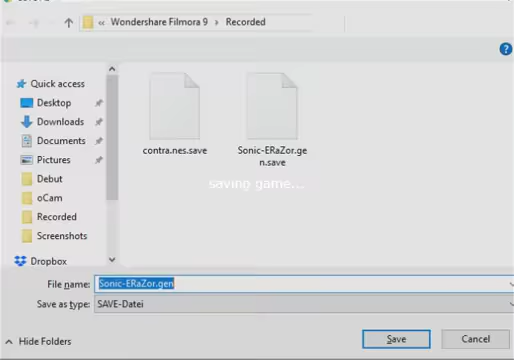 « Wondershare Filmora 9 › Recorded
Quick access
Desktop
Downloads
Documents
Pictures
Debut
oCam
Recorded
Screenshots
Dropbox
contra.nes.save
Sonic-ERaZor.ge
n.save
saving game...
File name: Sonic-ERaZor.gen
Save as type: SAVE-Datei
Hide Folders
Save
Cancel